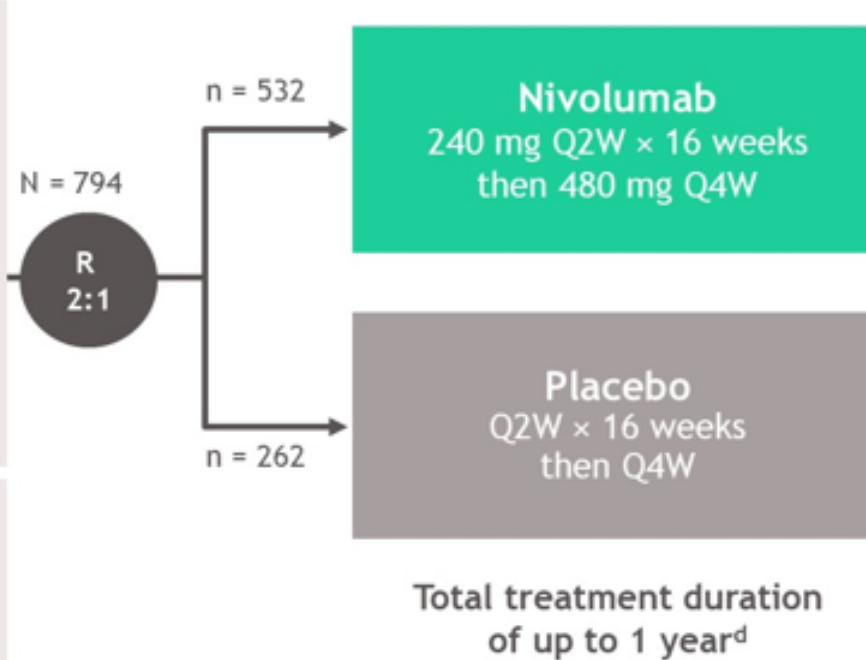 N = 794
R
2:1
n = 532
Nivolumab
240 mg Q2W × 16 weeks
then 480 mg Q4W
n = 262
Placebo
Q2W × 16 weeks
then Q4W
Total treatment duration
of up to 1 yearᵈ